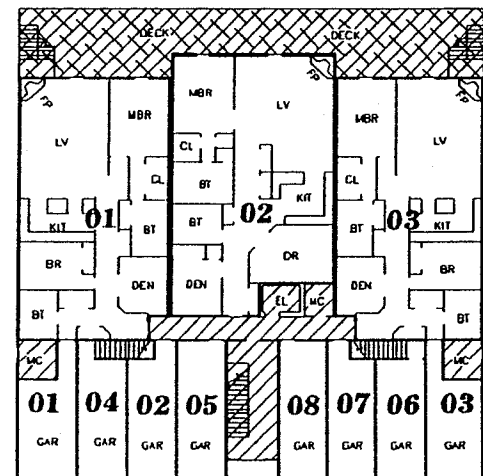 DECK DECK
FP MBR FP MBR FP
LV LV LV
CL CL CL
BT KIT
01 02 03
KIT BT BT BT KIT
BR DR BR
DEN DEN DEN
BT EL MC BT
MC MC
01 04 02 05 08 07 06 03
GAR GAR GAR GAR GAR GAR GAR GAR
MBR